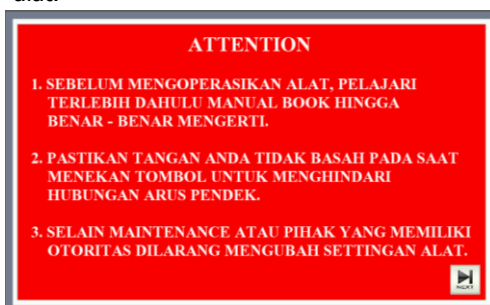 ATTENTION
1. SEBELUM MENGOPERASIKAN ALAT, PELAJARI
TERLEBIH DAHULU MANUAL BOOK HINGGA
BENAR - BENAR MENGERTI.
2. PASTIKAN TANGAN ANDA TIDAK BASAH PADA SAAT
MENEKAN TOMBOL UNTUK MENGHINDARI
HUBUNGAN ARUS PENDEK.
3. SELAIN MAINTENANCE ATAU PIHAK YANG MEMILIKI
OTORITAS DILARANG MENGUBAH SETTINGAN ALAT.
NEXT